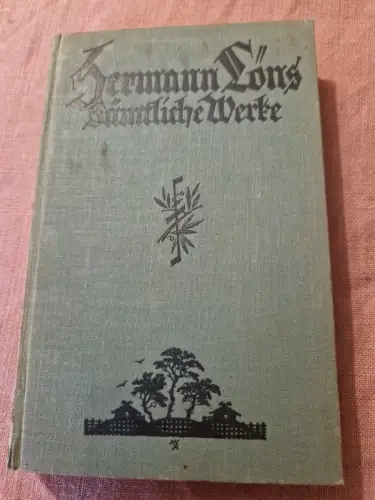 Hermann Löns
Sämtliche Werke